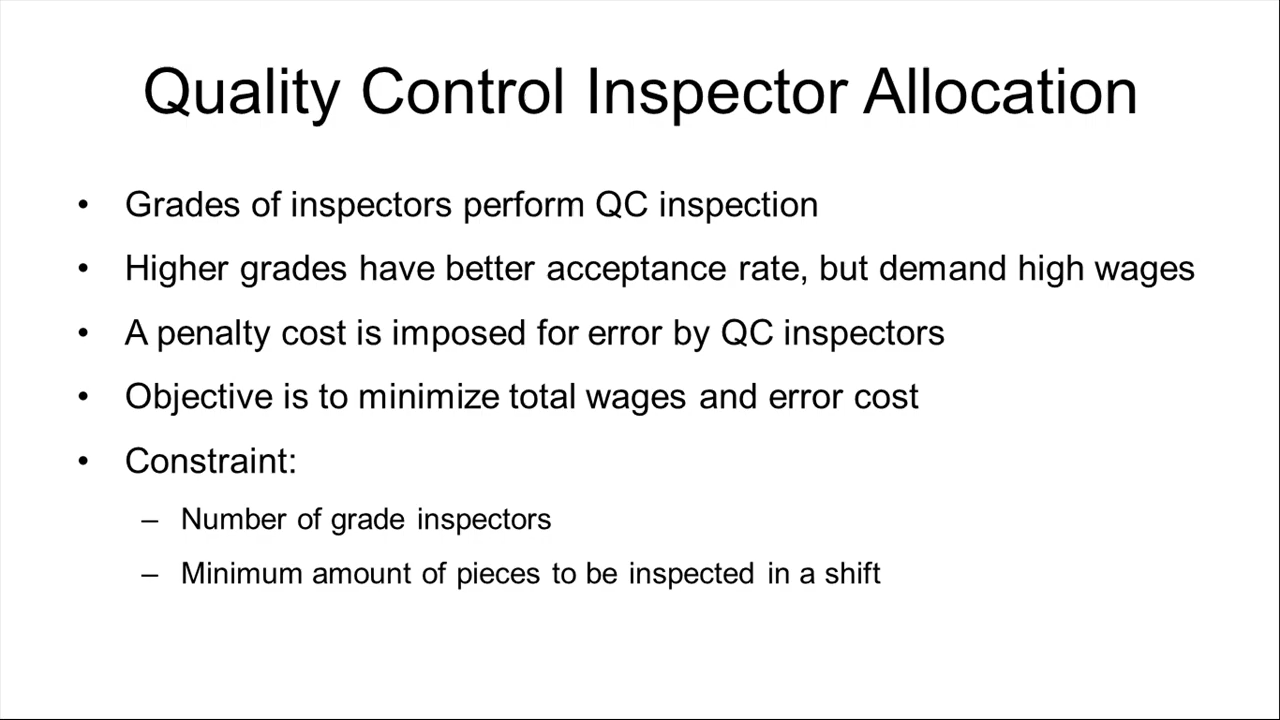 Quality Control Inspector Allocation
• Grades of inspectors perform QC inspection
• Higher grades have better acceptance rate, but demand high wages
• A penalty cost is imposed for error by QC inspectors
• Objective is to minimize total wages and error cost
• Constraint:
– Number of grade inspectors
– Minimum amount of pieces to be inspected in a shift